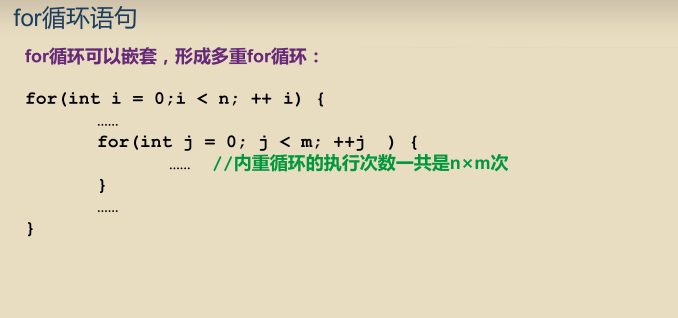 for循环语句
for循环可以嵌套，形成多重for循环：
for(int i = 0;i < n; ++ i) {
……
for(int j = 0; j < m; ++j  ) {
…… //内重循环的执行次数一共是n×m次
}
……
}